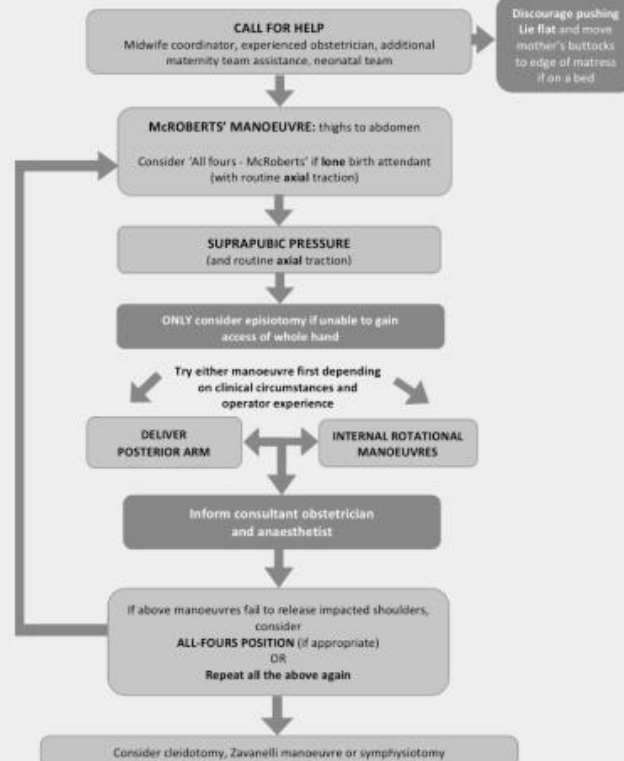 CALL FOR HELP
Midwife coordinator, experienced obstetrician, additional
maternity team assistance, neonatal team
Discourage pushing
Lie flat and move
mother's buttocks
to edge of matress
if on a bed
McROBERTS' MANOEUVRE: thighs to abdomen
Consider 'All fours - McRoberts' if lone birth attendant
(with routine axial traction)
SUPRAPUBIC PRESSURE
(and routine axial traction)
ONLY consider episiotomy if unable to gain
access of whole hand
Try either manoeuvre first depending
on clinical circumstances and
operator experience
DELIVER
POSTERIOR ARM
INTERNAL ROTATIONAL
MANOEUVRES
Inform consultant obstetrician
and anaesthetist
If above manoeuvres fail to release impacted shoulders,
consider
ALL-FOURS POSITION (if appropriate)
OR
Repeat all the above again
Consider cleidotomy, Zavanelli manoeuvre or symphysiotomy